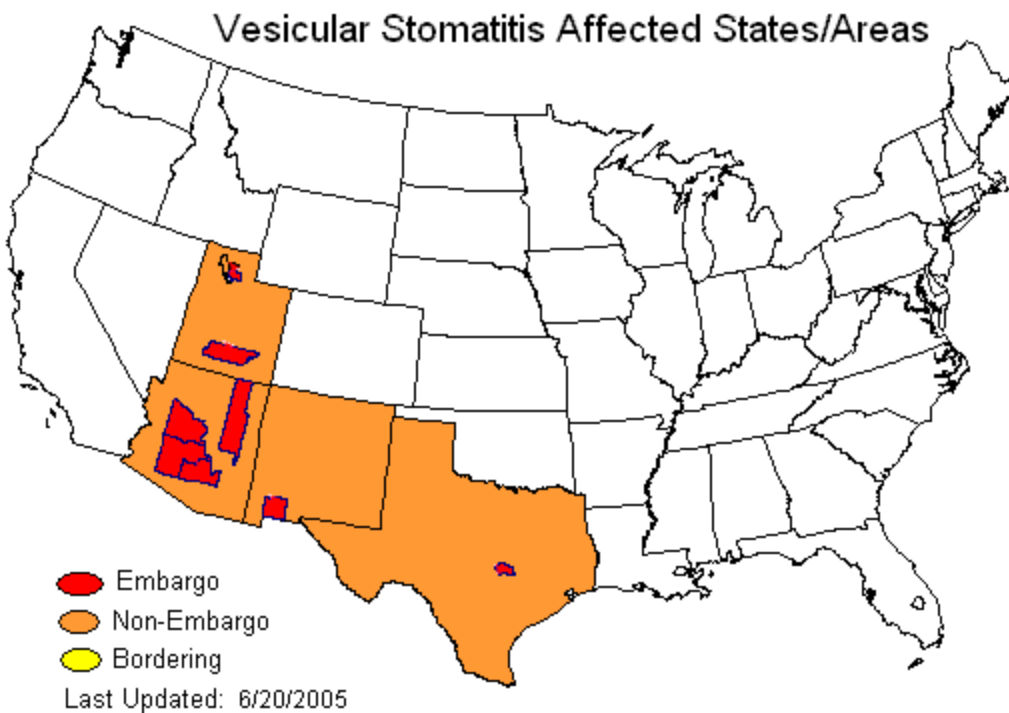 Vesicular Stomatitis Affected States/Areas
Embargo
Non-Embargo
Bordering
Last Updated: 6/20/2005